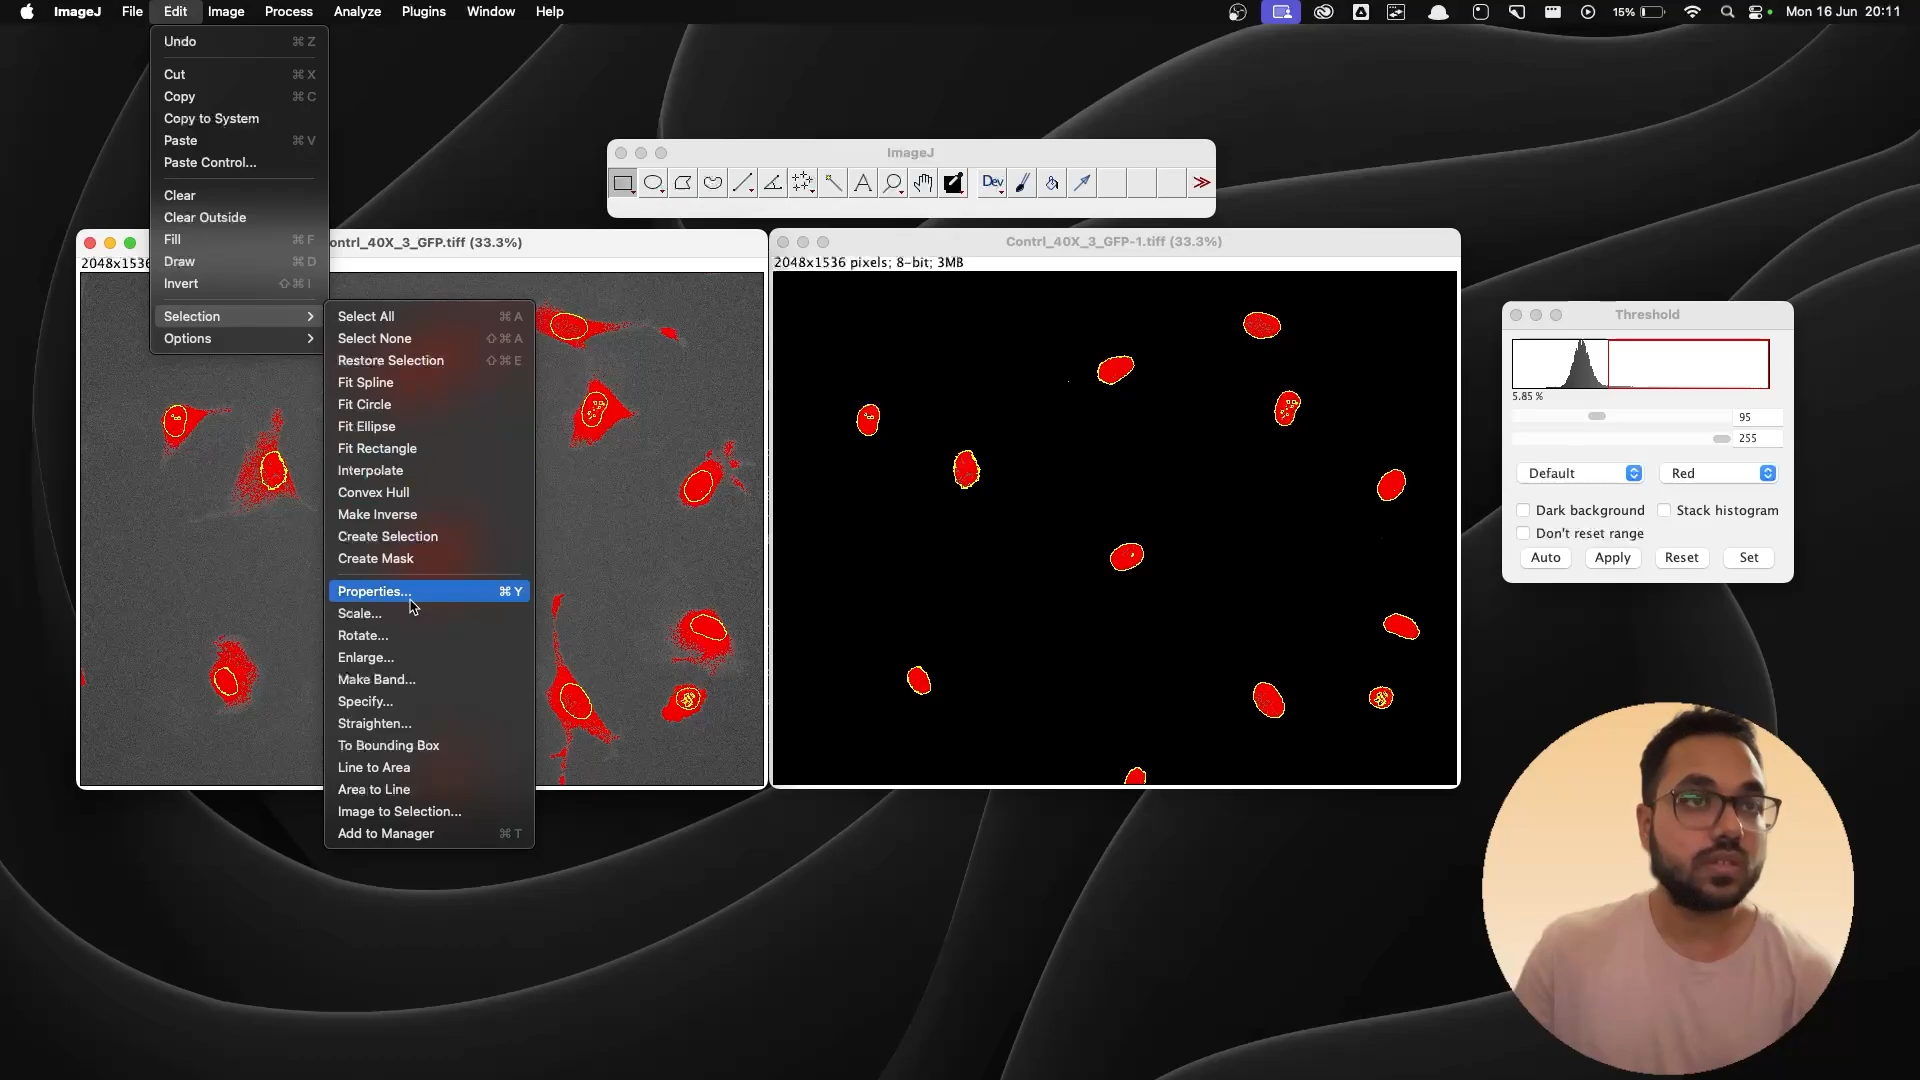 ImageJ File Edit Image Process Analyze Plugins Window Help 15% Mon 16 Jun 20:11
Undo ⌘ Z
Cut ⌘ X
Copy ⌘ C
Copy to System
Paste ⌘ V
Paste Control...
Clear
Clear Outside
Fill ⌘ F
Draw ⌘ D
Invert ⇧⌘ I
Selection >
Options >
Select All ⌘ A
Select None ⇧⌘ A
Restore Selection ⇧⌘ E
Fit Spline
Fit Circle
Fit Ellipse
Fit Rectangle
Interpolate
Convex Hull
Make Inverse
Create Selection
Create Mask
Properties... ⌘ Y
Scale...
Rotate...
Enlarge...
Make Band...
Specify...
Straighten...
To Bounding Box
Line to Area
Area to Line
Image to Selection...
Add to Manager ⌘ T
ImageJ
Dev
ontrl_40X_3_GFP.tiff (33.3%)
2048x1536
Contrl_40X_3_GFP-1.tiff (33.3%)
2048x1536 pixels; 8-bit; 3MB
Threshold
5.85 %
95
255
Default Red
Dark background Stack histogram
Don't reset range
Auto Apply Reset Set